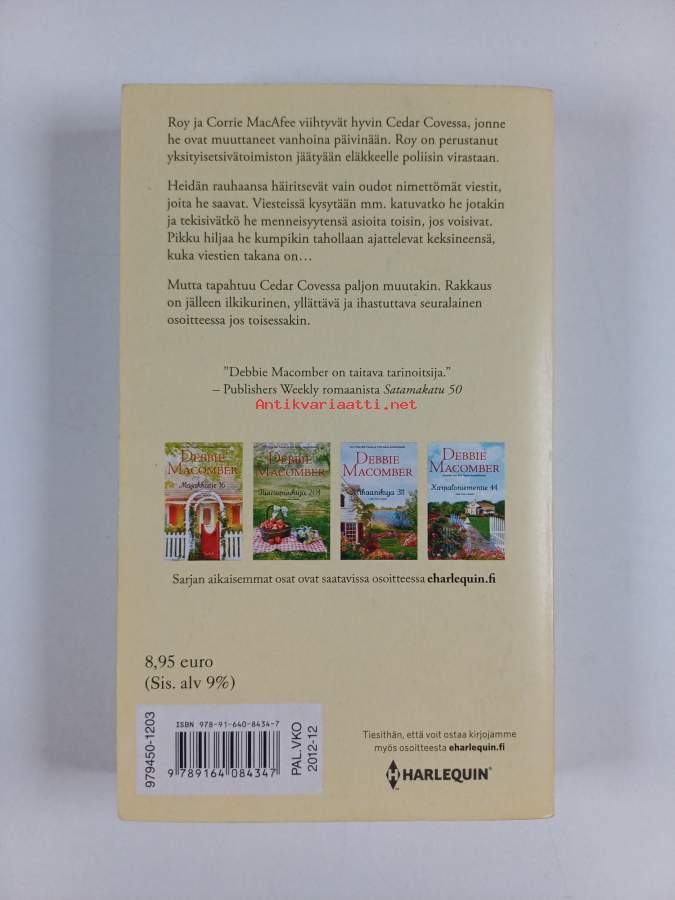 Roy ja Corrie MacAfee viihtyvät hyvin Cedar Covessa, jonne
he ovat muuttaneet vanhoina päivinään. Roy on perustanut
yksityisetsivätoimiston jäätyään eläkkeelle poliisin virastaan.
Heidän rauhaansa häiritsevät vain oudot nimettömät viestit,
joita he saavat. Viesteissä kysytään mm. katuvatko he jotakin
ja tekisivätkö he menneisyytensä asioita toisin, jos voisivat.
Pikku hiljaa he kumpikin tahollaan ajattelevat keksineensä,
kuka viestien takana on…
Mutta tapahtuu Cedar Covessa paljon muutakin. Rakkaus
on jälleen ilkikurinen, yllättävä ja ihastuttava seuralainen
osoitteessa jos toisessakin.
”Debbie Macomber on taitava tarinoitsija.”
– Publishers Weekly romaanista Satamakatu 50
Antikvariaatti.net
DEBBIE
MACOMBER
Majakkatie 16
DEBBIE
MACOMBER
204
DEBBIE
MACOMBER
311
DEBBIE
MACOMBER
Karpaloniementie 44
Sarjan aikaisemmat osat ovat saatavissa osoitteessa eharlequin.fi
8,95 euro
(Sis. alv 9%)
979450-1203
ISBN 978-91-640-8434-7
9 789164 084347
PAL.VKO
2012-12
Tiesithän, että voit ostaa kirjojamme
myös osoitteesta eharlequin.fi
H HARLEQUIN